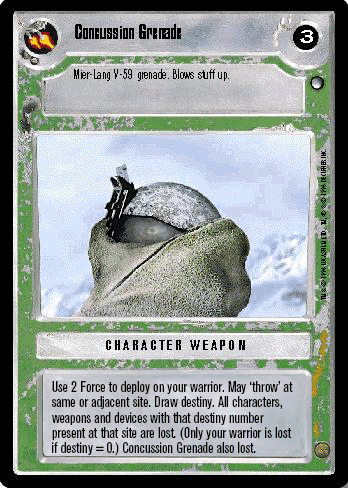 Concussion Grenade
3
Mier-Lang V-59 grenade. Blows stuff up.
CHARACTER WEAPON
Use 2 Force to deploy on your warrior. May 'throw' at
same or adjacent site. Draw destiny. All characters,
weapons and devices with that destiny number
present at that site are lost. (Only your warrior is lost
if destiny = 0.) Concussion Grenade also lost.